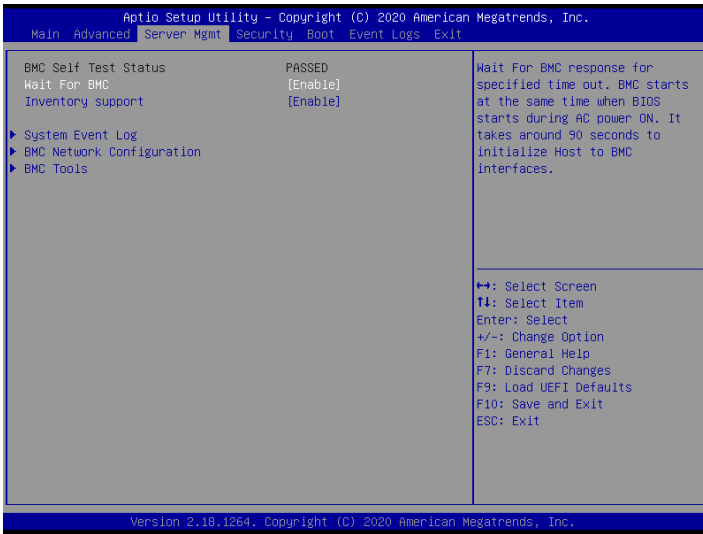 Aptio Setup Utility – Copyright (C) 2020 American Megatrends, Inc.
Main Advanced Server Mgmt Security Boot Event Logs Exit
BMC Self Test Status PASSED
Wait For BMC [Enable]
Inventory support [Enable]
System Event Log
BMC Network Configuration
BMC Tools
Wait For BMC response for
specified time out. BMC starts
at the same time when BIOS
starts during AC power ON. It
takes around 90 seconds to
initialize Host to BMC
interfaces.
↔: Select Screen
↑↓: Select Item
Enter: Select
+/-: Change Option
F1: General Help
F7: Discard Changes
F9: Load UEFI Defaults
F10: Save and Exit
ESC: Exit
Version 2.18.1264. Copyright (C) 2020 American Megatrends, Inc.